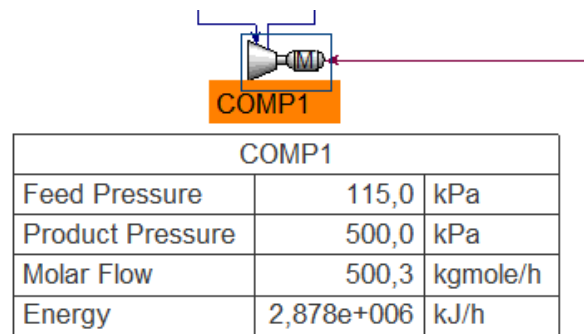 M
COMP1
COMP1
Feed Pressure 115,0 kPa
Product Pressure 500,0 kPa
Molar Flow 500,3 kgmole/h
Energy 2,878e+006 kJ/h